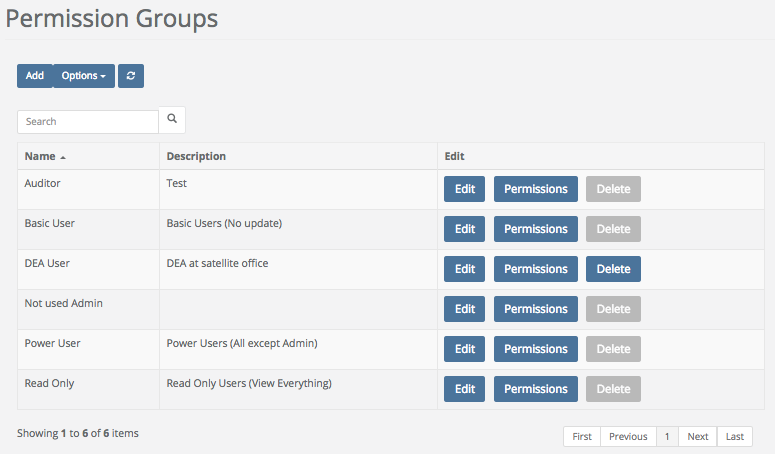 Permission Groups
Add Options
Search
Name Description Edit
Auditor Test Edit Permissions Delete
Basic User Basic Users (No update) Edit Permissions Delete
DEA User DEA at satellite office Edit Permissions Delete
Not used Admin Edit Permissions Delete
Power User Power Users (All except Admin) Edit Permissions Delete
Read Only Read Only Users (View Everything) Edit Permissions Delete
Showing 1 to 6 of 6 items First Previous 1 Next Last